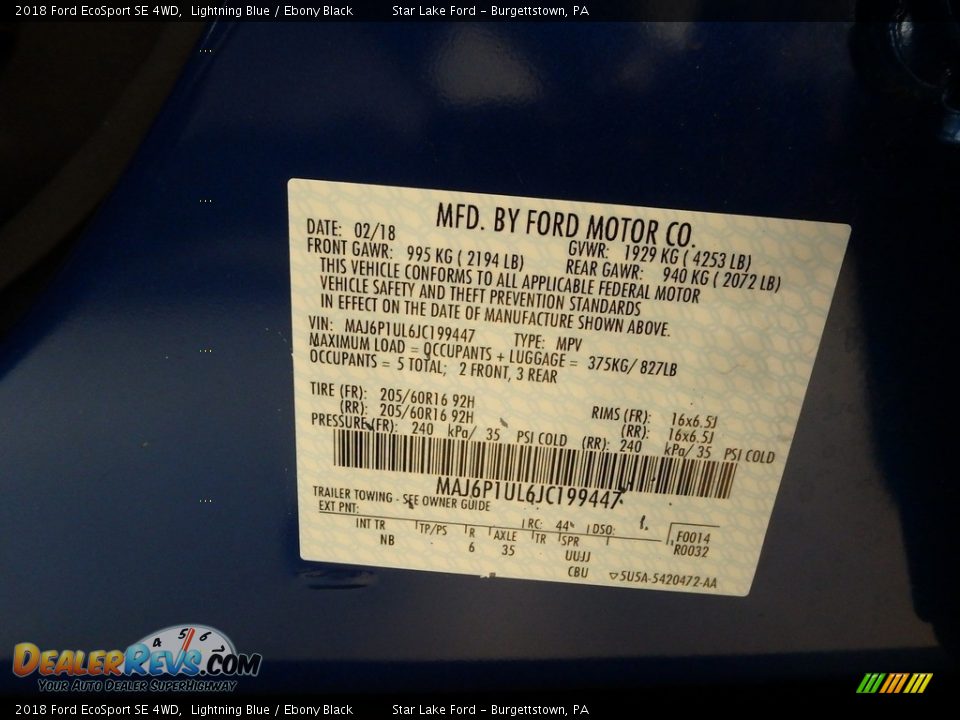 2018 Ford EcoSport SE 4WD, Lightning Blue / Ebony Black Star Lake Ford - Burgettstown, PA
MFD. BY FORD MOTOR CO.
DATE: 02/18 GVWR: 1929 KG ( 4253 LB)
FRONT GAWR: 995 KG ( 2194 LB) REAR GAWR: 940 KG ( 2072 LB)
THIS VEHICLE CONFORMS TO ALL APPLICABLE FEDERAL MOTOR
VEHICLE SAFETY AND THEFT PREVENTION STANDARDS
IN EFFECT ON THE DATE OF MANUFACTURE SHOWN ABOVE.
VIN: MAJ6P1UL6JC199447 TYPE: MPV
MAXIMUM LOAD = OCCUPANTS + LUGGAGE = 375KG/ 827LB
OCCUPANTS = 5 TOTAL; 2 FRONT, 3 REAR
TIRE (FR): 205/60R16 92H RIMS (FR): 16x6.5J
(RR): 205/60R16 92H (RR): 16x6.5J
PRESSURE (FR): 240 kPa/ 35 PSI COLD (RR): 240 kPa/ 35 PSI COLD
MAJ6P1UL6JC199447
TRAILER TOWING - SEE OWNER GUIDE
EXT PNT: RC: 44 DSO: F0014
INT TR TP/PS R AXLE TR SPR R0032
NB 6 35 UUJJ
CBU 5U5A-5420472-AA
4 5 6
DealerRevs.com
Your Auto Dealer SuperHighway
2018 Ford EcoSport SE 4WD, Lightning Blue / Ebony Black Star Lake Ford - Burgettstown, PA